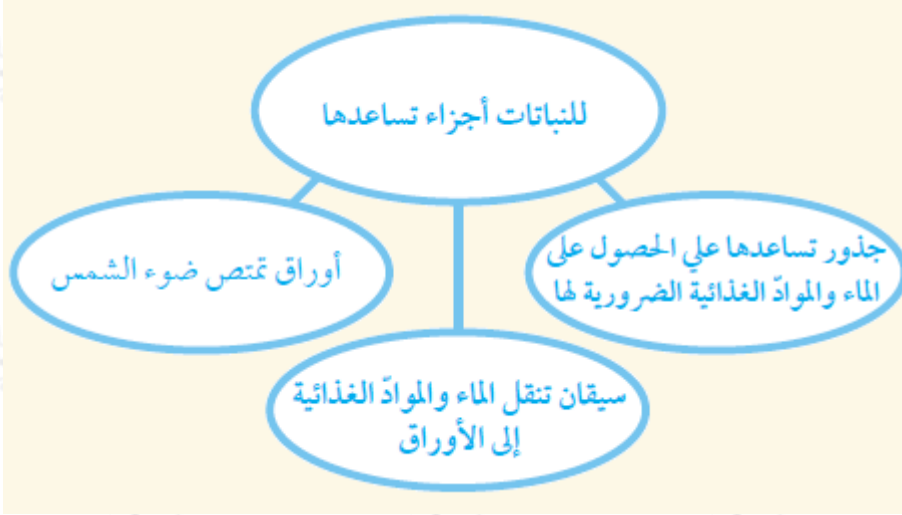 للنباتات أجزاء تساعدها
جذور تساعدها علي الحصول على
الماء والموادّ الغذائية الضرورية لها
أوراق تمتص ضوء الشمس
سيقان تنقل الماء والموادّ الغذائية
إلى الأوراق